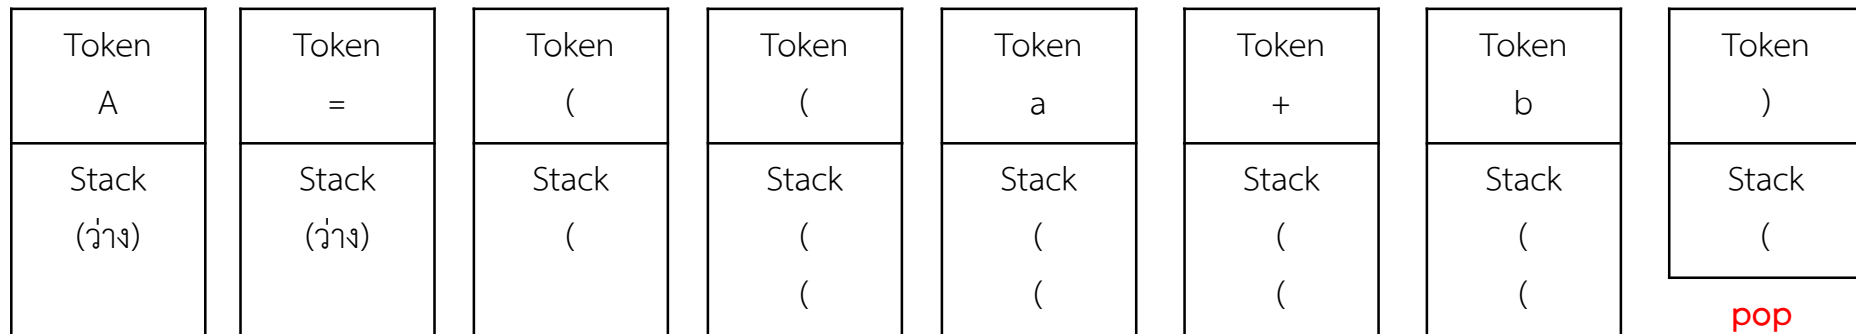 Token Token Token Token Token Token Token Token
A = ( ( a + b )
Stack Stack Stack Stack Stack Stack Stack Stack
(ว่าง) (ว่าง) ( ( ( ( ( (
( ( ( (
pop